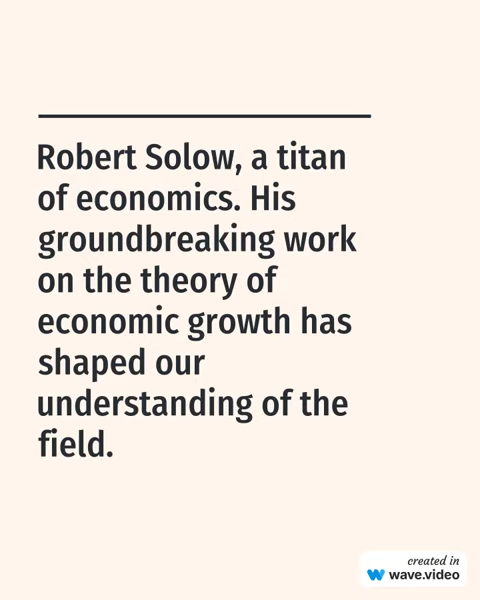 Robert Solow, a titan
of economics. His
groundbreaking work
on the theory of
economic growth has
shaped our
understanding of the
field.
created in
wave.video